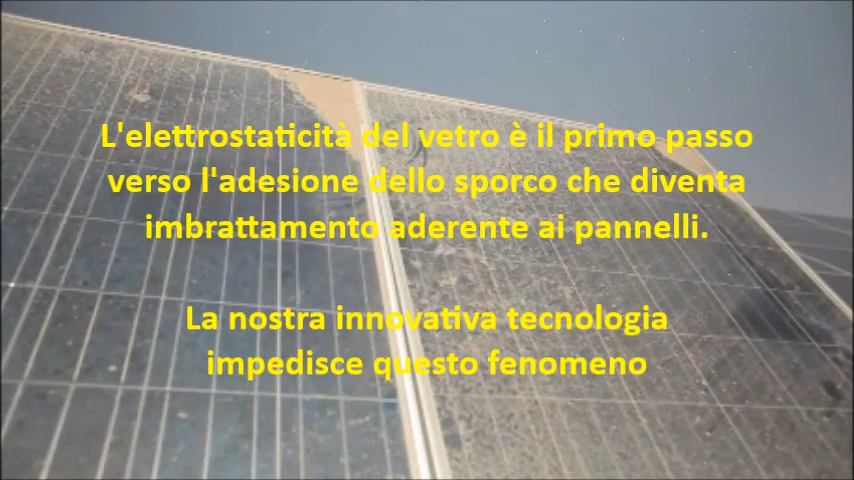 L'elettrostaticità del vetro è il primo passo
verso l'adesione dello sporco che diventa
imbrattamento aderente ai pannelli.
La nostra innovativa tecnologia
impedisce questo fenomeno